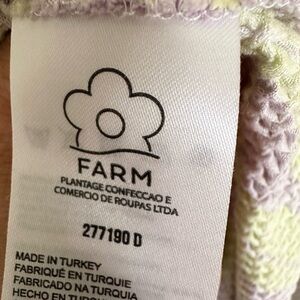 FARM
PLANTAGE CONFECCAO E
COMERCIO DE ROUPAS LTDA
277190 D
MADE IN TURKEY
FABRIQUÉ EN TURQUIE
FABRICADO NA TURQUIA
HECHO EN TURQUÍA